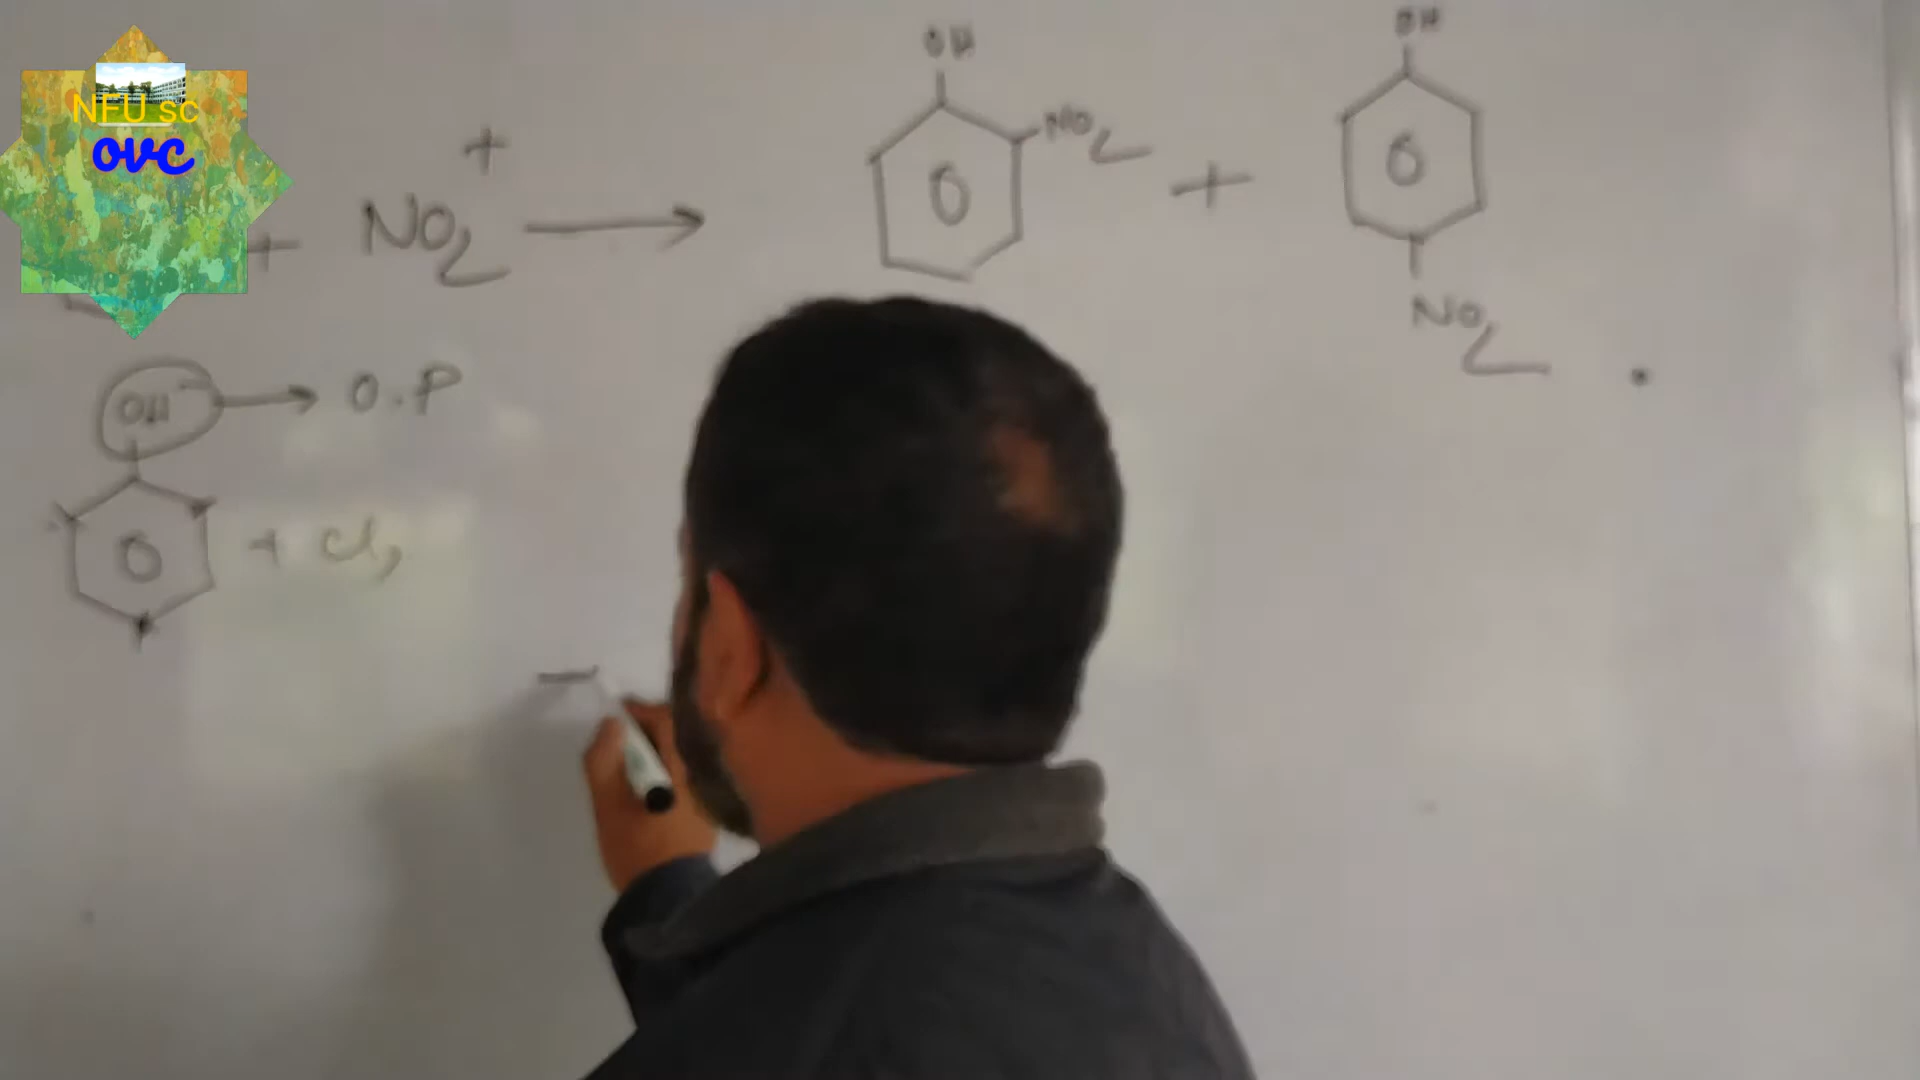 NFU SC
ovc
+ NO2+ →
OH
NO2
+
OH
NO2
OH → O.P
+ Cl2